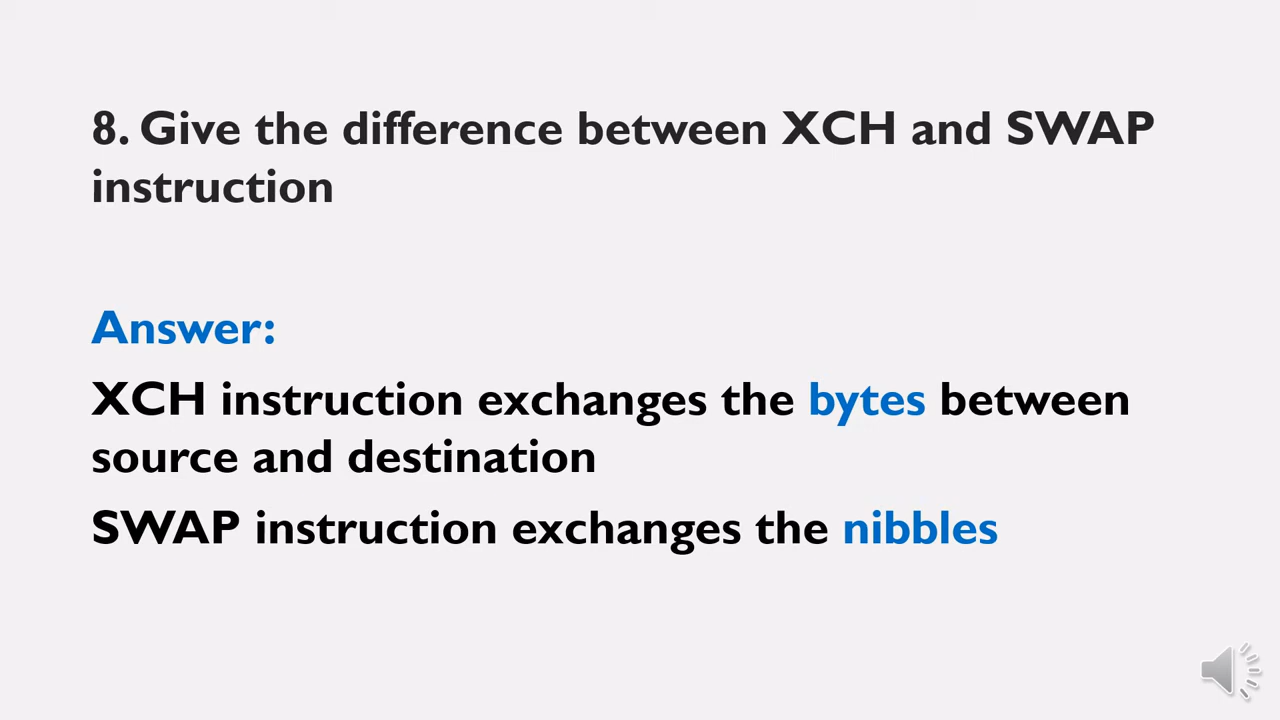 8. Give the difference between XCH and SWAP
instruction
Answer:
XCH instruction exchanges the bytes between
source and destination
SWAP instruction exchanges the nibbles